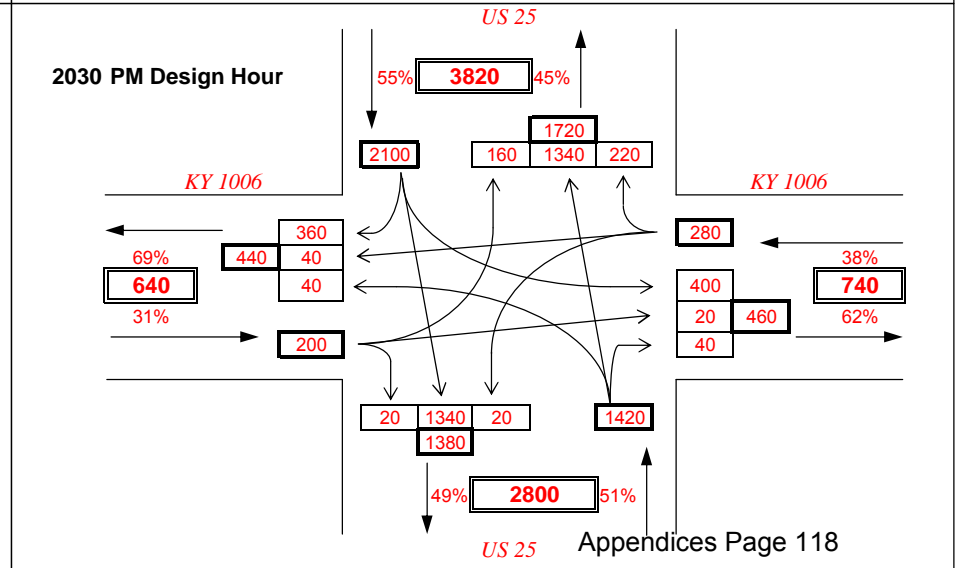 US 25
2030 PM Design Hour
55% 3820 45%
1720
2100 160 1340 220
KY 1006 KY 1006
360 280
69% 440 40 38%
640 40 400 740
31% 20 460 62%
200 40
20 1340 20 1420
1380
49% 2800 51%
US 25 Appendices Page 118